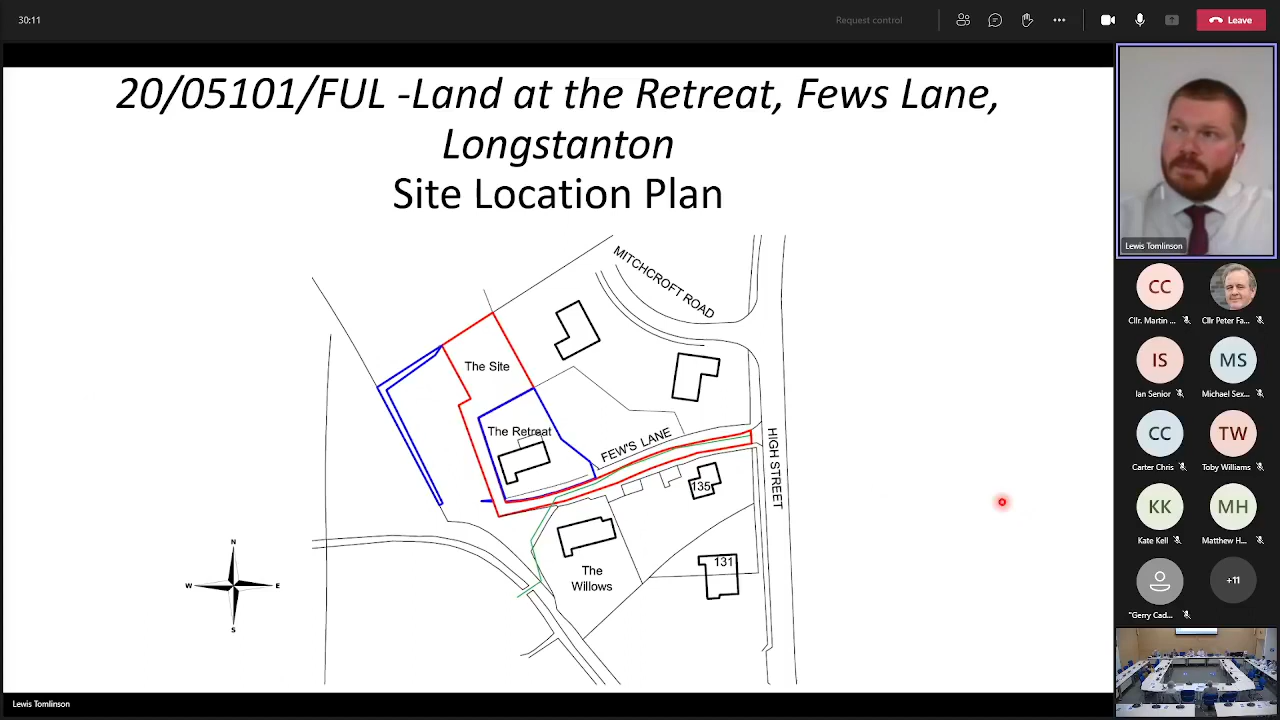 30:11
Request control
Leave
20/05101/FUL -Land at the Retreat, Fews Lane,
Longstanton
Site Location Plan
MITCHCROFT ROAD
The Site
The Retreat
FEW'S LANE
HIGH STREET
135
131
The
Willows
N
W
E
S
Lewis Tomlinson
CC
Cllr. Martin ...
Cllr Peter Fa...
IS
Ian Senior
MS
Michael Sex...
CC
Carter Chris
TW
Toby Williams
KK
Kate Kell
MH
Matthew H...
"Gerry Cad...
+11
Lewis Tomlinson